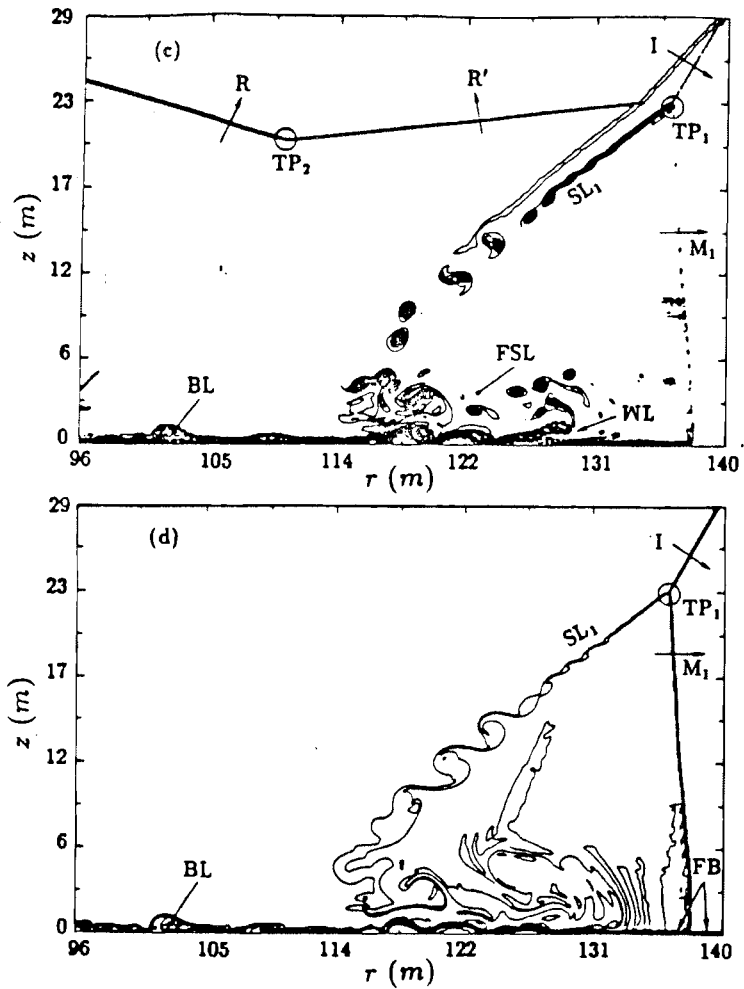 29
(c)
I
R
R'
23
TP₁
TP₂
17
SL₁
z (m)
M₁
12
6
FSL
BL
WL
0
96 105 114 122 131 140
r (m)
29
(d)
I
23
TP₁
SL₁
17
M₁
z (m)
12
6
BL
FB
0
96 105 114 122 131 140
r (m)